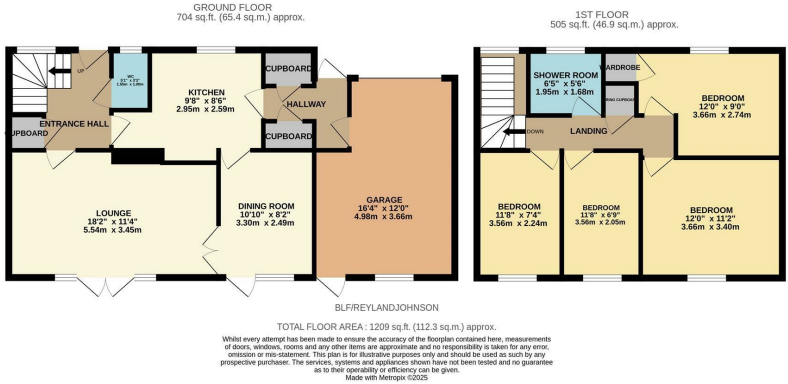 GROUND FLOOR
704 sq.ft. (65.4 sq.m.) approx.
1ST FLOOR
505 sq.ft. (46.9 sq.m.) approx.
UP
WC
CUPBOARD
KITCHEN
9'8" x 8'6"
2.95m x 2.59m
HALLWAY
ENTRANCE HALL
CUPBOARD
CUPBOARD
LOUNGE
18'2" x 11'4"
5.54m x 3.45m
DINING ROOM
10'10" x 8'2"
3.30m x 2.49m
GARAGE
16'4" x 12'0"
4.98m x 3.66m
SHOWER ROOM
6'5" x 5'6"
1.95m x 1.68m
WARDROBE
CUPBOARD
BEDROOM
12'0" x 9'0"
3.66m x 2.74m
DOWN
LANDING
BEDROOM
11'8" x 7'4"
3.56m x 2.24m
BEDROOM
11'8" x 6'9"
3.56m x 2.05m
BEDROOM
12'0" x 11'2"
3.66m x 3.40m
BLF/REYLANDJOHNSON
TOTAL FLOOR AREA : 1209 sq.ft. (112.3 sq.m.) approx.
Whilst every attempt has been made to ensure the accuracy of the floorplan contained here, measurements
of doors, windows, rooms and any other items are approximate and no responsibility is taken for any error,
omission or mis-statement. This plan is for illustrative purposes only and should be used as such by any
prospective purchaser. The services, systems and appliances shown have not been tested and no guarantee
as to their operability or efficiency can be given.
Made with Metropix ©2025